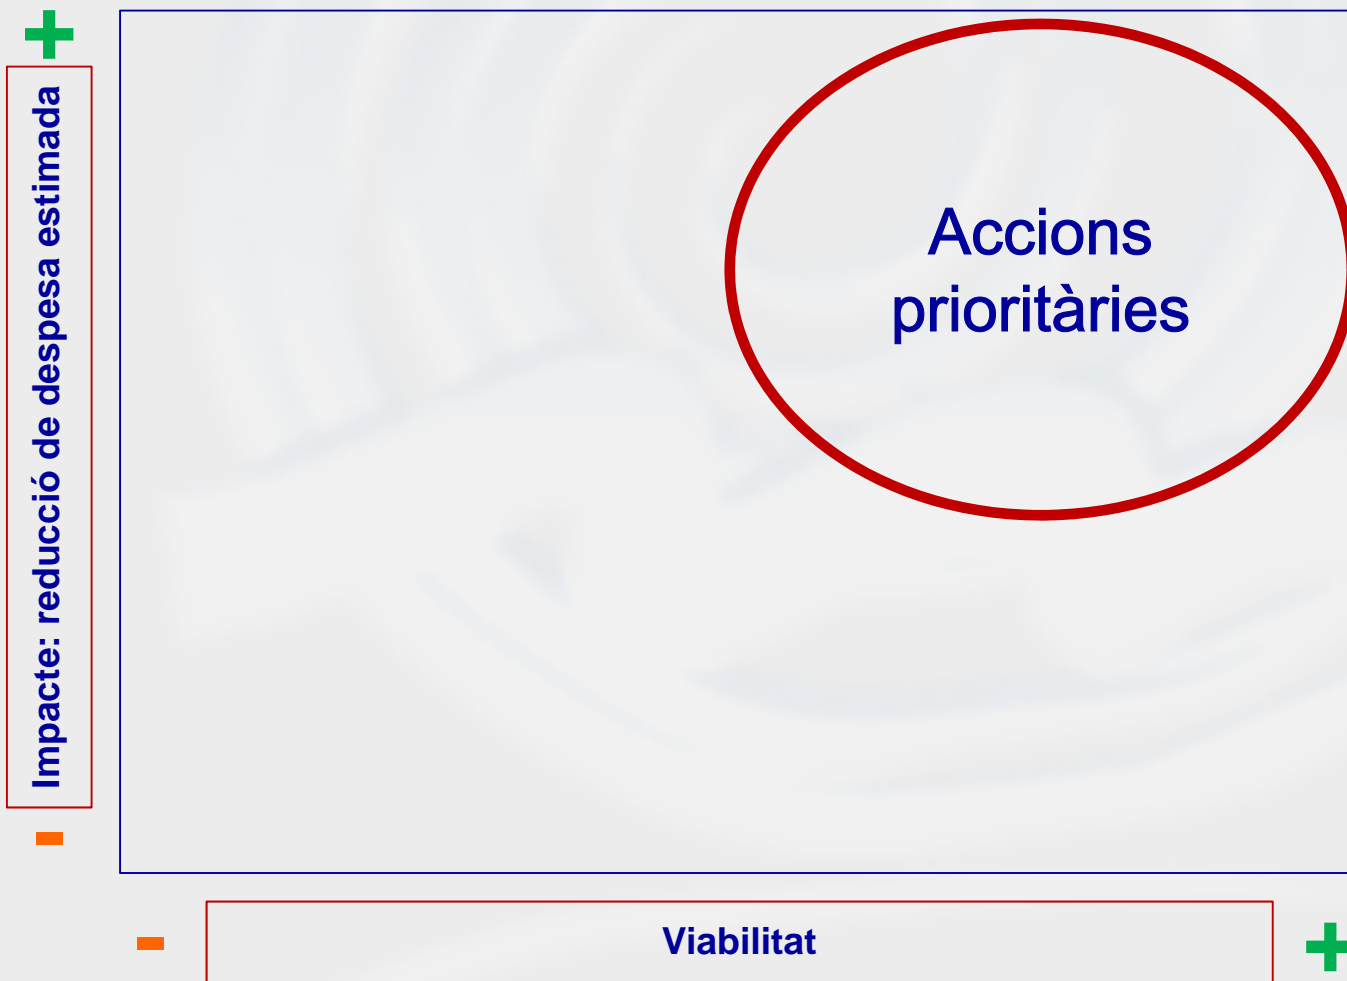 +
Impacte: reducció de despesa estimada
-
Accions
prioritàries
-
Viabilitat
+